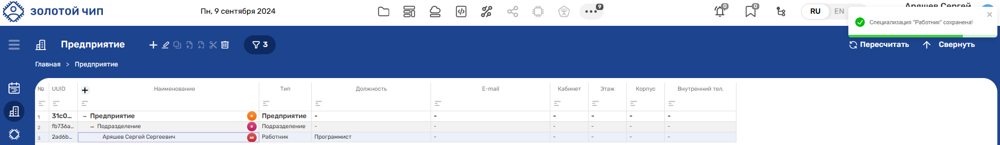 ЗОЛОТОЙ ЧИП
Пн, 9 сентября 2024
9
0
0
RU EN
Аряшев Сергей
Специализация "Работник" сохранена!
Предприятие
3
Пересчитать
Свернуть
Главная > Предприятие
№ UUID Наименование Тип Должность E-mail Кабинет Этаж Корпус Внутренний тел.
1 31c0... – Предприятие П Предприятие - - - - - -
2 fb736a... – Подразделение П Подразделение - - - - - -
3 2ad6b... Аряшев Сергей Сергеевич АС Работник Программист - - - - -